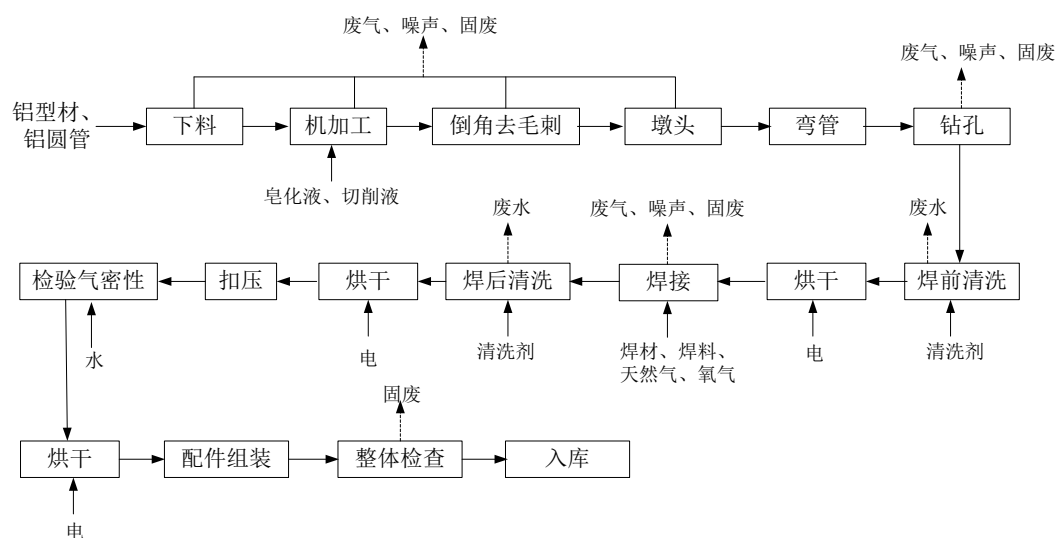 废气、噪声、固废
废气、噪声、固废
铝型材、
铝圆管
下料
机加工
倒角去毛刺
墩头
弯管
钻孔
皂化液、切削液
废水
废气、噪声、固废
废水
检验气密性
扣压
烘干
焊后清洗
焊接
烘干
焊前清洗
水
电
清洗剂
焊材、焊料、
天然气、氧气
电
清洗剂
固废
烘干
配件组装
整体检查
入库
电